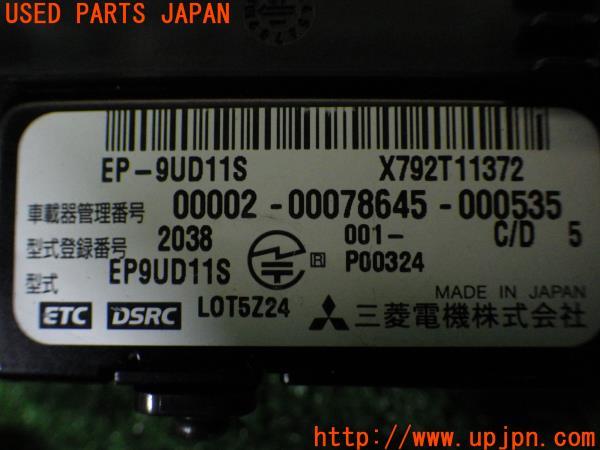 USED PARTS JAPAN
EP-9UD11S X792T11372
車載器管理番号 00002-00078645-000535
型式登録番号 2038 001- C/D 5
型式 EP9UD11S R P00324
ETC DSRC LOT5Z24 MADE IN JAPAN
三菱電機株式会社
http://www.upjpn.com